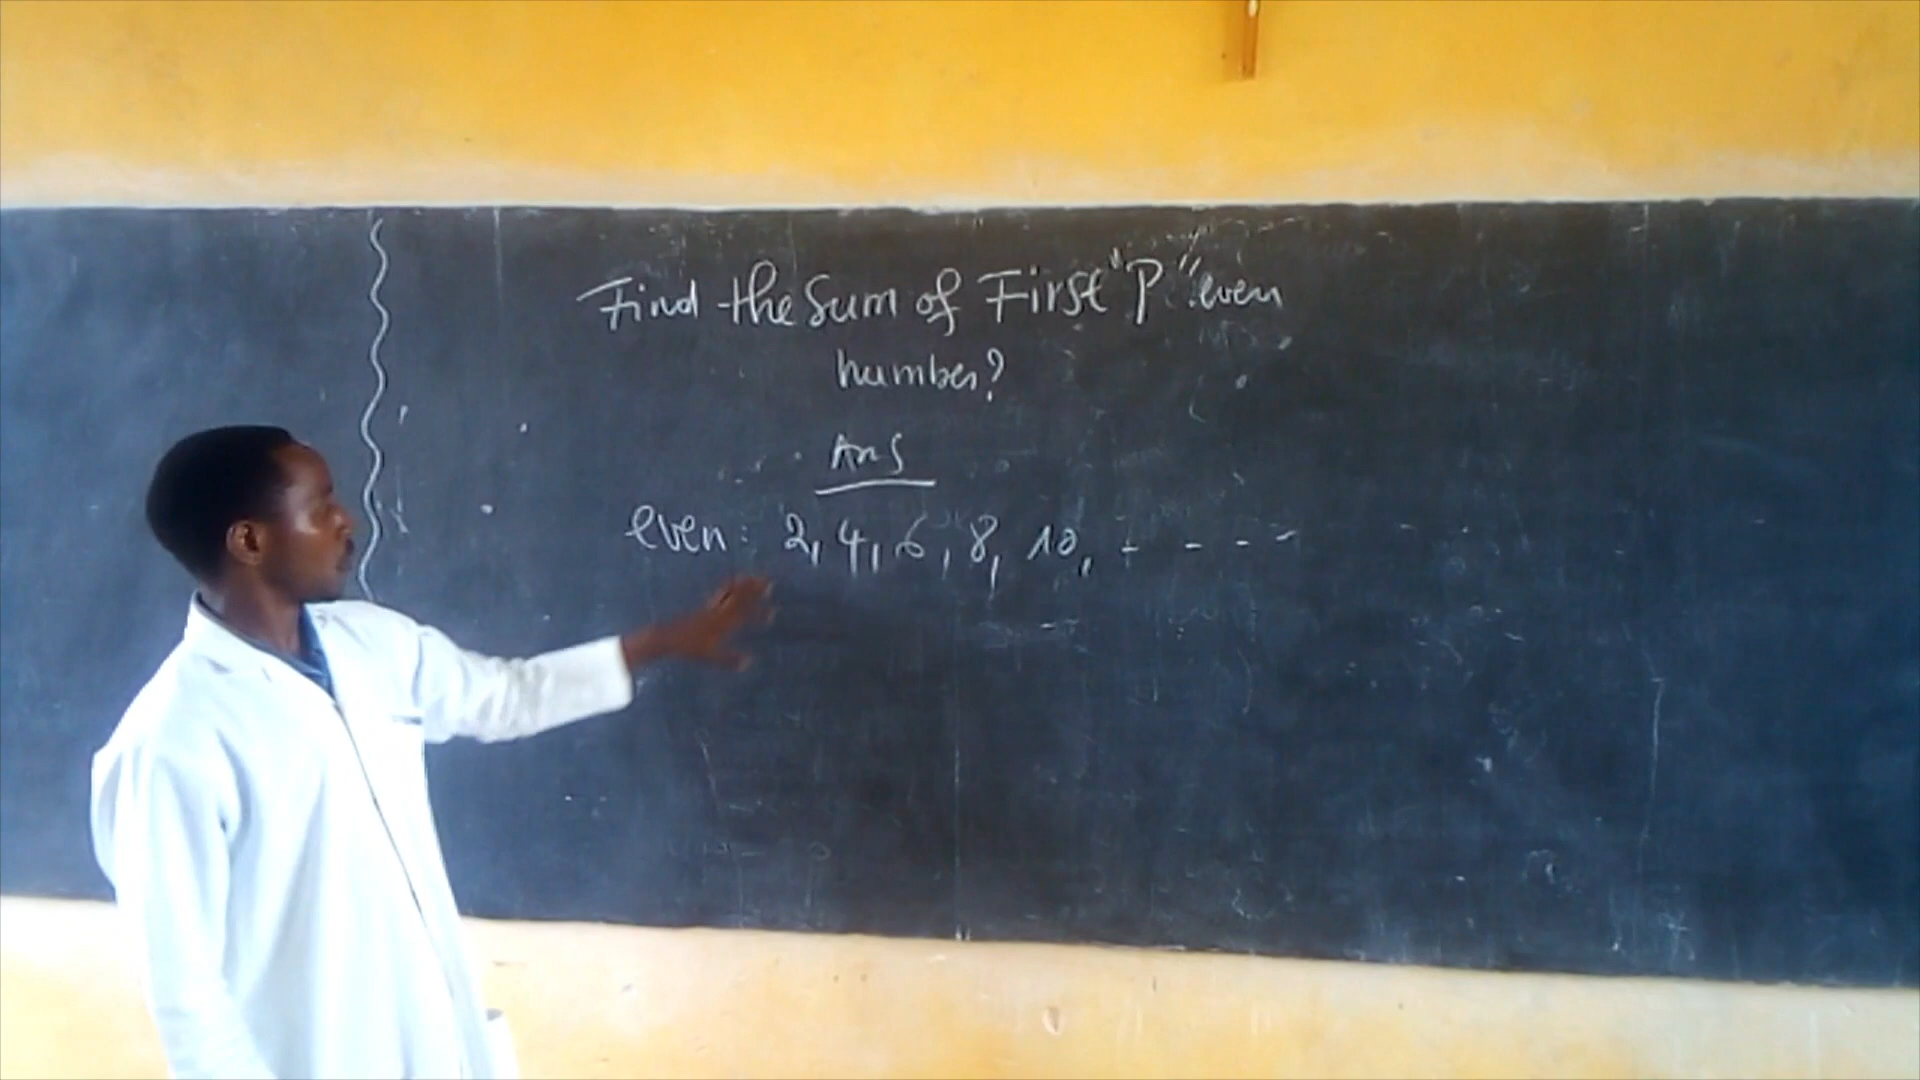 Find the Sum of First "P" even
number?
Ans
even: 2, 4, 6, 8, 10, - - - -